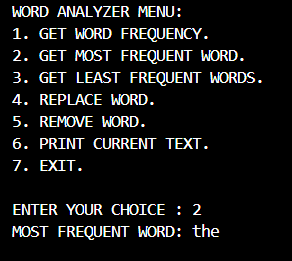 WORD ANALYZER MENU:
1. GET WORD FREQUENCY.
2. GET MOST FREQUENT WORD.
3. GET LEAST FREQUENT WORDS.
4. REPLACE WORD.
5. REMOVE WORD.
6. PRINT CURRENT TEXT.
7. EXIT.
ENTER YOUR CHOICE : 2
MOST FREQUENT WORD: the